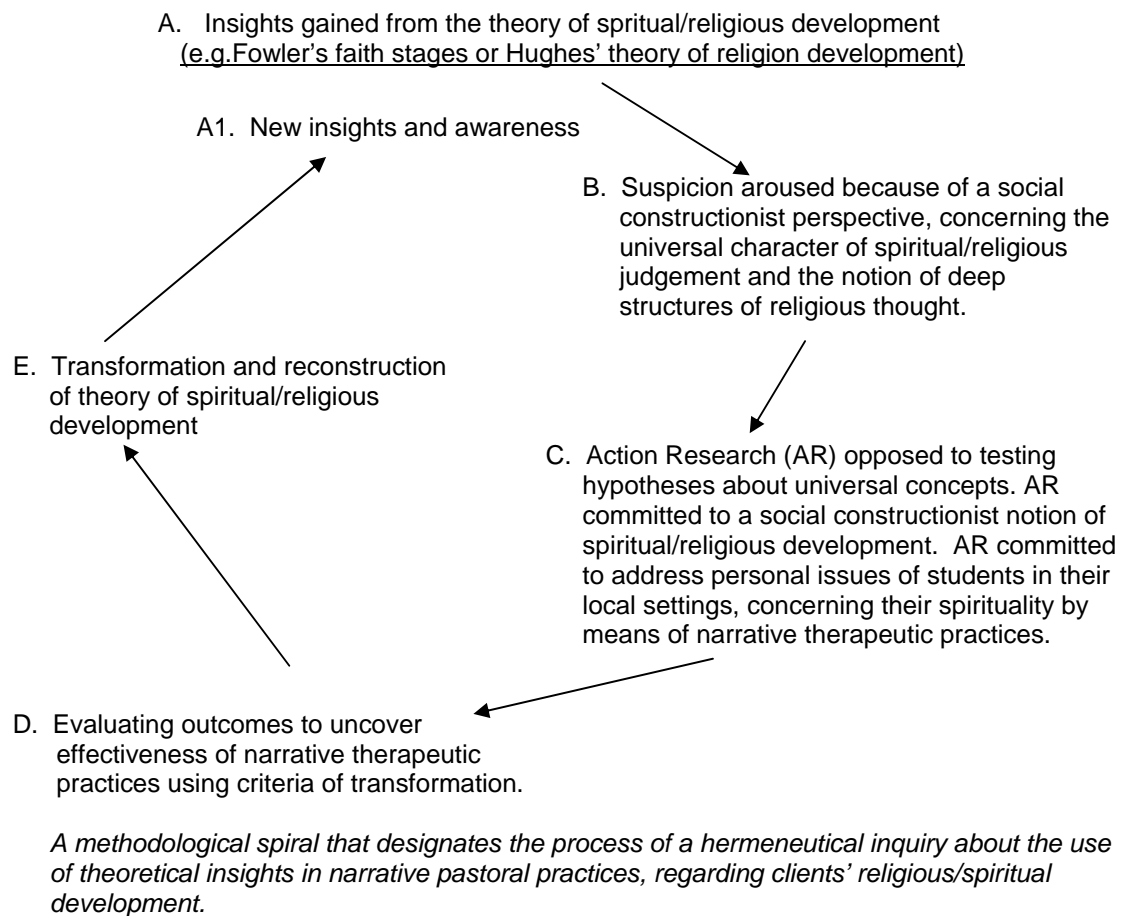 A. Insights gained from the theory of spritual/religious development
(e.g.Fowler's faith stages or Hughes' theory of religion development)
A1. New insights and awareness
B. Suspicion aroused because of a social
constructionist perspective, concerning the
universal character of spiritual/religious
judgement and the notion of deep
structures of religious thought.
E. Transformation and reconstruction
of theory of spiritual/religious
development
C. Action Research (AR) opposed to testing
hypotheses about universal concepts. AR
committed to a social constructionist notion of
spiritual/religious development. AR committed
to address personal issues of students in their
local settings, concerning their spirituality by
means of narrative therapeutic practices.
D. Evaluating outcomes to uncover
effectiveness of narrative therapeutic
practices using criteria of transformation.
A methodological spiral that designates the process of a hermeneutical inquiry about the use
of theoretical insights in narrative pastoral practices, regarding clients' religious/spiritual
development.